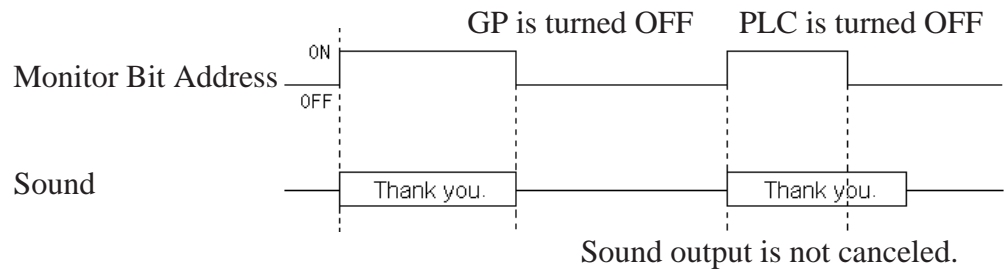 GP is turned OFF PLC is turned OFF
ON
Monitor Bit Address
OFF
Sound Thank you. Thank you.
Sound output is not canceled.